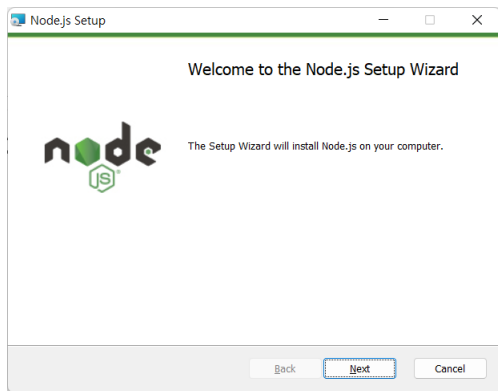 Node.js Setup
Welcome to the Node.js Setup Wizard
The Setup Wizard will install Node.js on your computer.
node
JS
Back
Next
Cancel